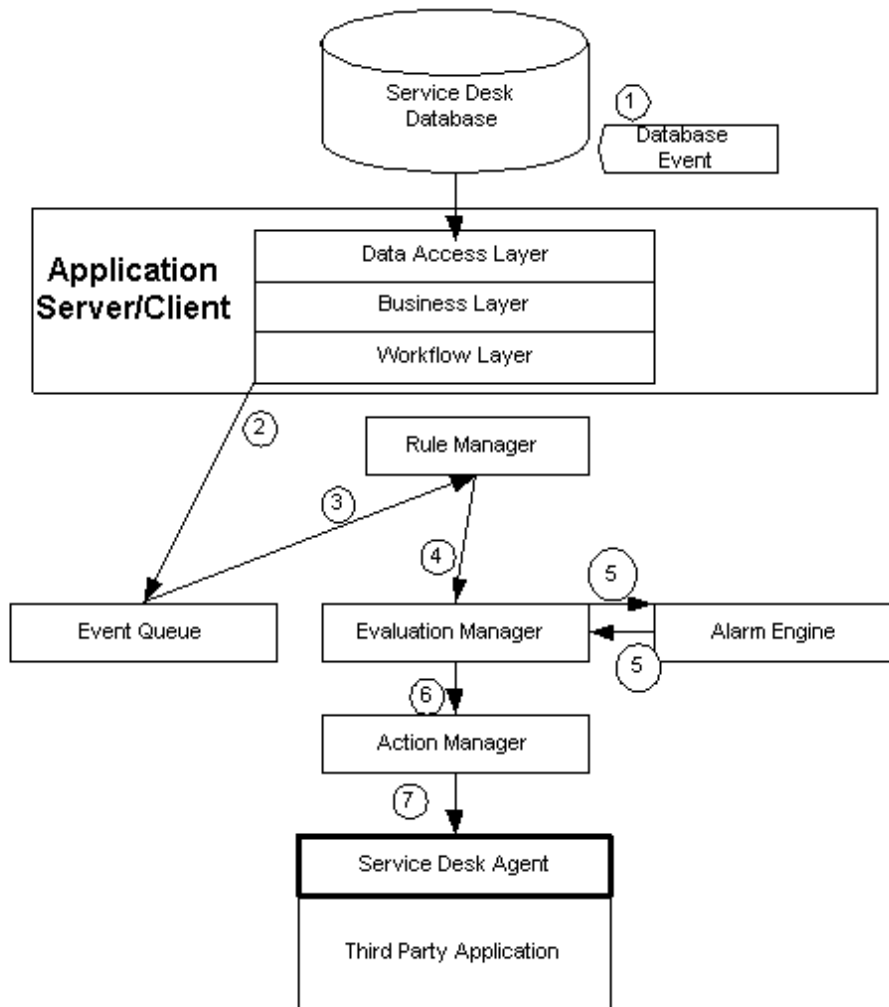 Service Desk
Database
1
Database
Event
Application
Server/Client
Data Access Layer
Business Layer
Workflow Layer
2
Rule Manager
3
4
5
Event Queue
Evaluation Manager
Alarm Engine
5
6
Action Manager
7
Service Desk Agent
Third Party Application